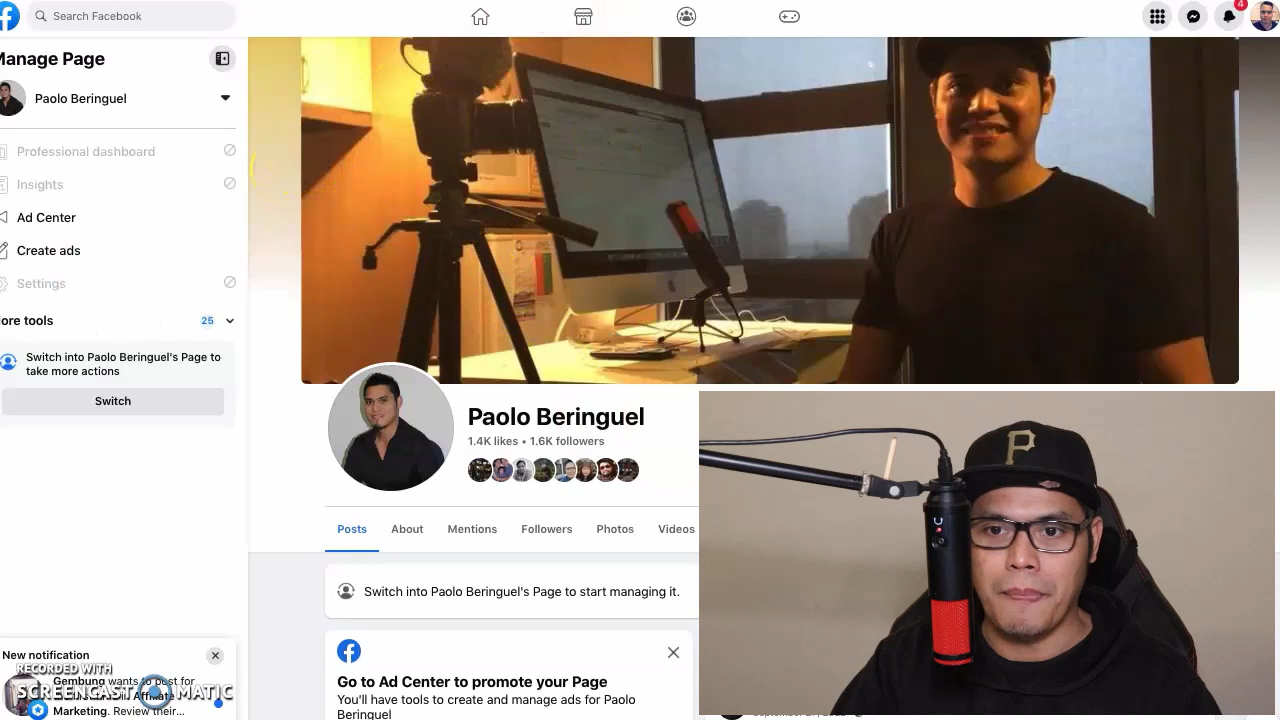 Search Facebook
4
Manage Page
Paolo Beringuel
Professional dashboard
Insights
Ad Center
Create ads
Settings
ore tools 25
Switch into Paolo Beringuel's Page to
take more actions
Switch
Paolo Beringuel
1.4K likes • 1.6K followers
Posts About Mentions Followers Photos Videos
Switch into Paolo Beringuel's Page to start managing it.
Go to Ad Center to promote your Page
You'll have tools to create and manage ads for Paolo
Beringuel
New notification
Gembung wants to post for
Affiliate
Marketing. Review their...
RECORDED WITH
SCREENCAST MATIC
P